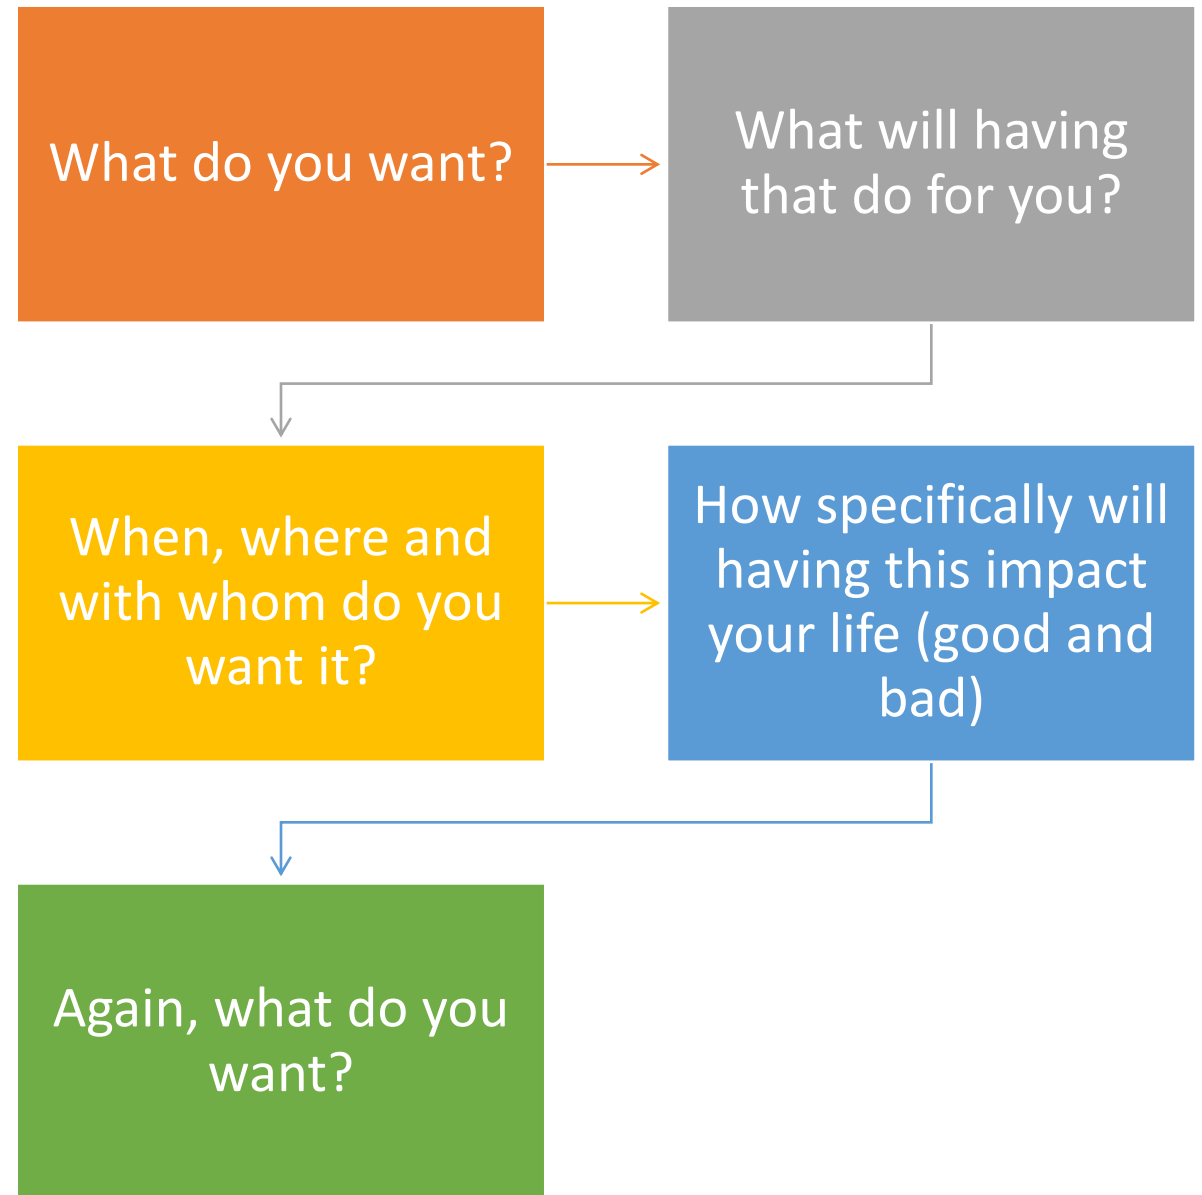 What do you want?
What will having
that do for you?
When, where and
with whom do you
want it?
How specifically will
having this impact
your life (good and
bad)
Again, what do you
want?